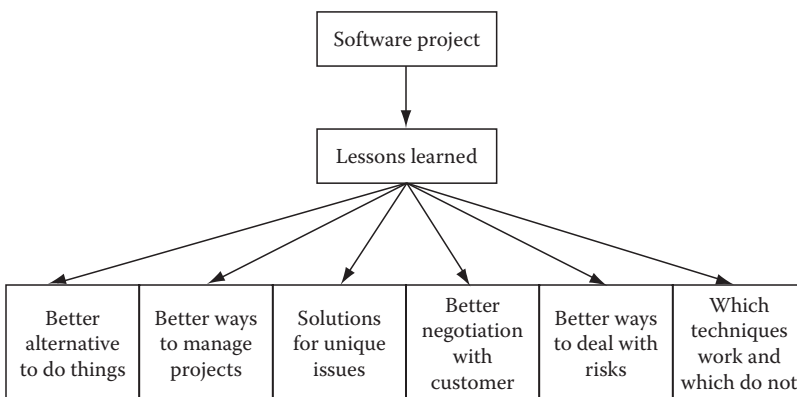 Software project
Lessons learned
Better
alternative
to do things
Better ways
to manage
projects
Solutions
for unique
issues
Better
negotiation
with
customer
Better ways
to deal with
risks
Which
techniques
work and
which do not